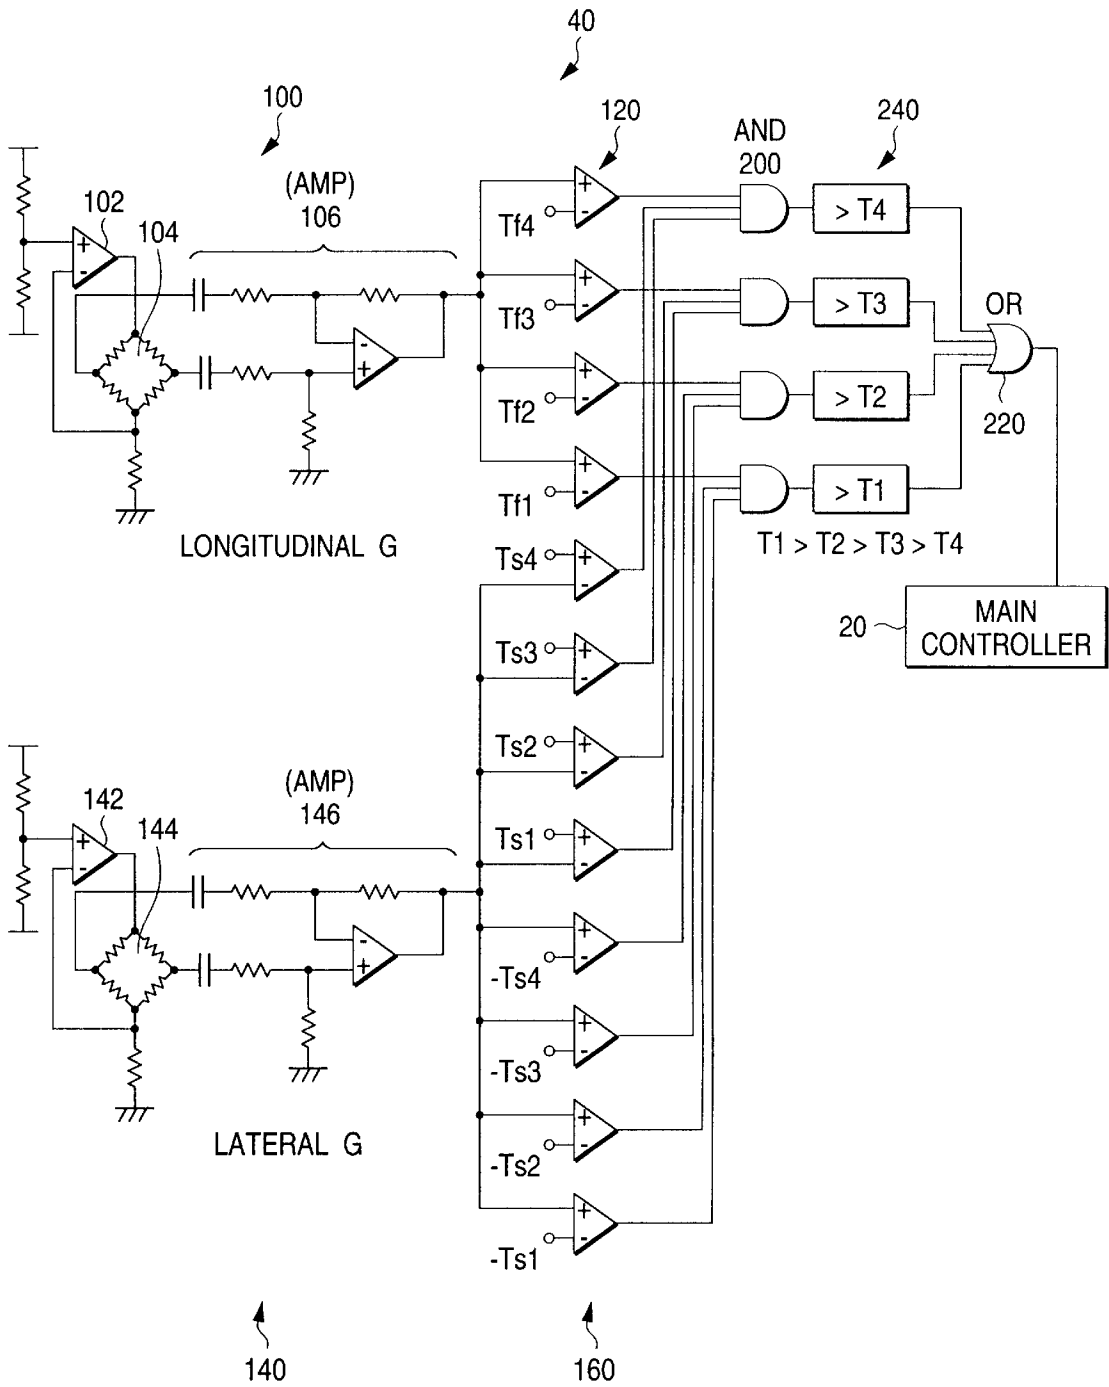 40
100
120
AND
200
240
(AMP)
106
102
104
+
-
-
+
+
-
Tf4
+
-
Tf3
+
-
Tf2
+
-
Tf1
> T4
> T3
> T2
> T1
OR
220
T1 > T2 > T3 > T4
LONGITUDINAL G
Ts4
+
-
Ts3
+
-
Ts2
+
-
Ts1
+
-
+
-
-Ts4
+
-
-Ts3
+
-
-Ts2
+
-
-Ts1
20
MAIN
CONTROLLER
(AMP)
146
142
144
+
-
-
+
LATERAL G
140
160